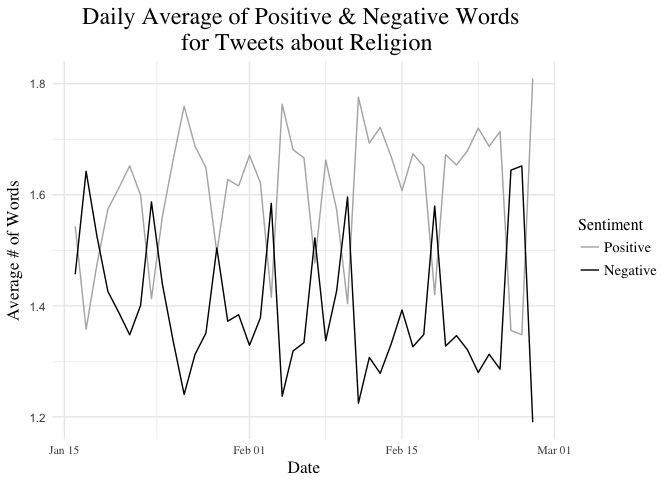 Daily Average of Positive & Negative Words
for Tweets about Religion
1.8
1.6
1.4
1.2
Average # of Words
Jan 15
Feb 01
Feb 15
Mar 01
Date
Sentiment
Positive
Negative